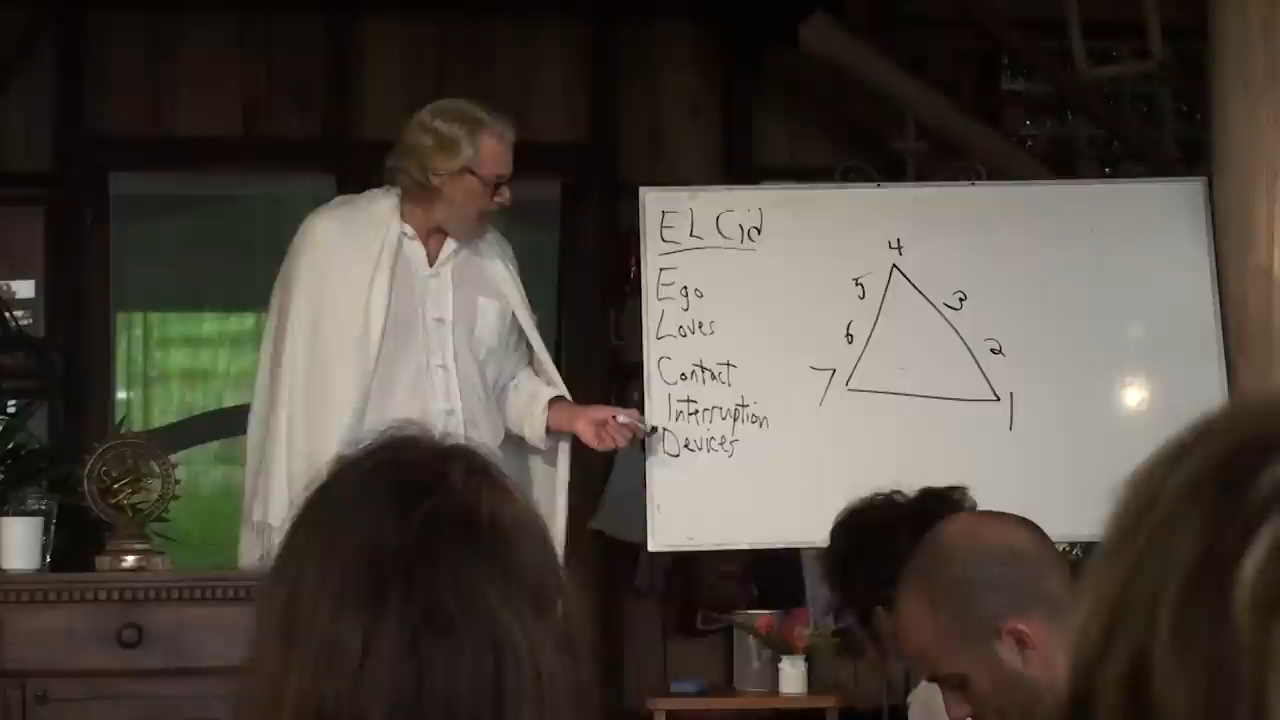 EL Cid
Ego
Loves
Contact
Interruption
Devices
4
5
3
6
2
7
1